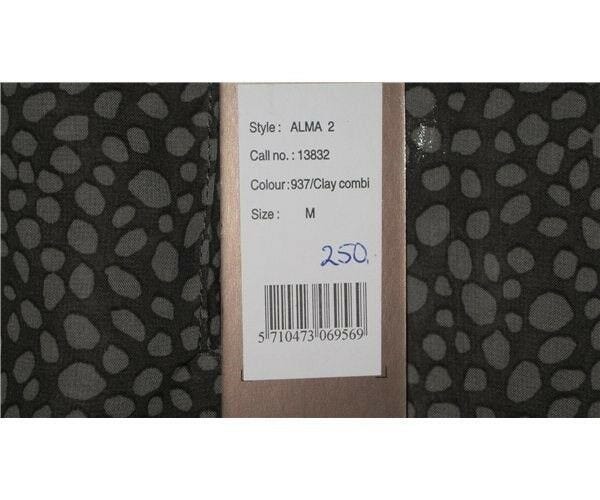 Style : ALMA 2
Call no. : 13832
Colour:937/Clay combi
Size : M
250.
5 710473 069569